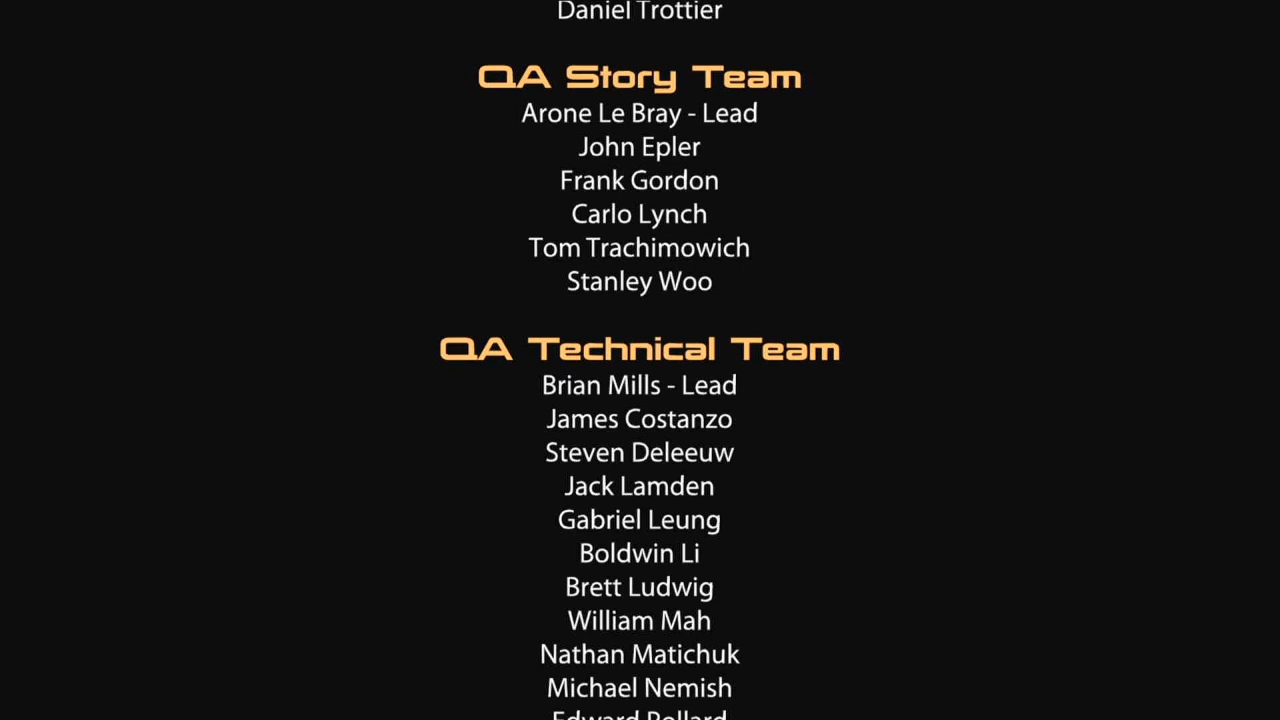 Daniel Trottier
QA Story Team
Arone Le Bray - Lead
John Epler
Frank Gordon
Carlo Lynch
Tom Trachimowich
Stanley Woo
QA Technical Team
Brian Mills - Lead
James Costanzo
Steven Deleeuw
Jack Lamden
Gabriel Leung
Boldwin Li
Brett Ludwig
William Mah
Nathan Matichuk
Michael Nemish
Edward Pollard